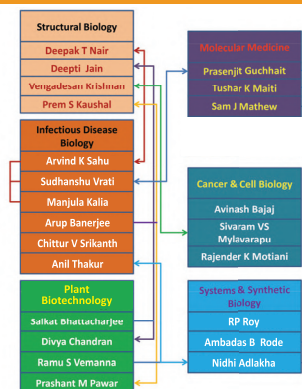 Structural Biology
Deepak T Nair
Deepti Jain
Vengadesan Krishnan
Prem S Kaushal
Infectious Disease
Biology
Arvind K Sahu
Sudhanshu Vrati
Manjula Kalia
Arup Banerjee
Chittur V Srikanth
Anil Thakur
Plant
Biotechnology
Saikat Bhattacharjee
Divya Chandran
Ramu S Vemanna
Prashant M Pawar
Molecular Medicine
Prasenjit Guchhait
Tushar K Maiti
Sam J Mathew
Cancer & Cell Biology
Avinash Bajaj
Sivaram VS
Mylavarapu
Rajender K Motiani
Systems & Synthetic
Biology
RP Roy
Ambadas B Rode
Nidhi Adlakha